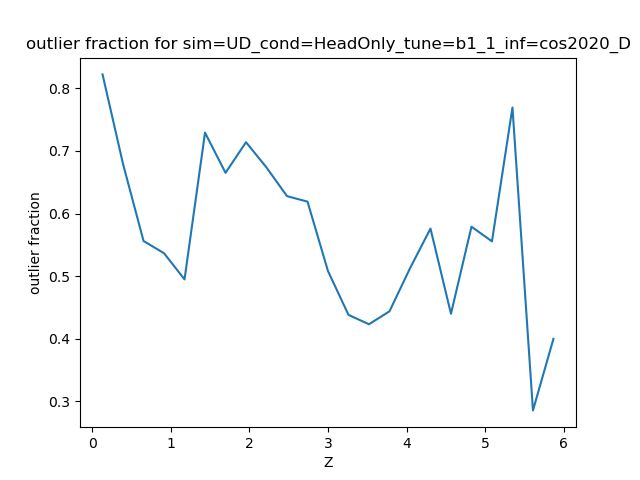 outlier fraction for sim=UD_cond=HeadOnly_tune=b1_1_inf=cos2020_D
outlier fraction
0.8
0.7
0.6
0.5
0.4
0.3
0 1 2 3 4 5 6
Z